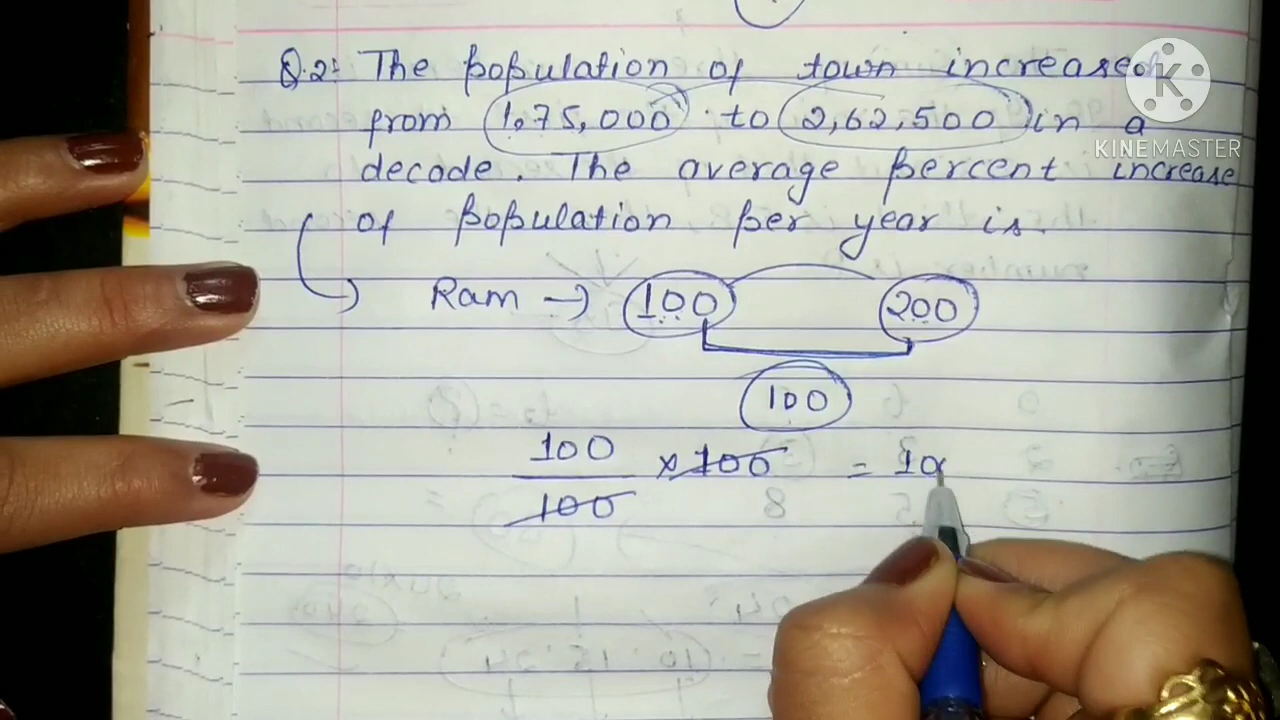 Q.2: The population of town increased
from 1,75,000 to 2,62,500 in a
decade. The average percent increase
of population per year is.
Ram → 100 200
100
100
100 × 100 = 10
K
KINEMASTER